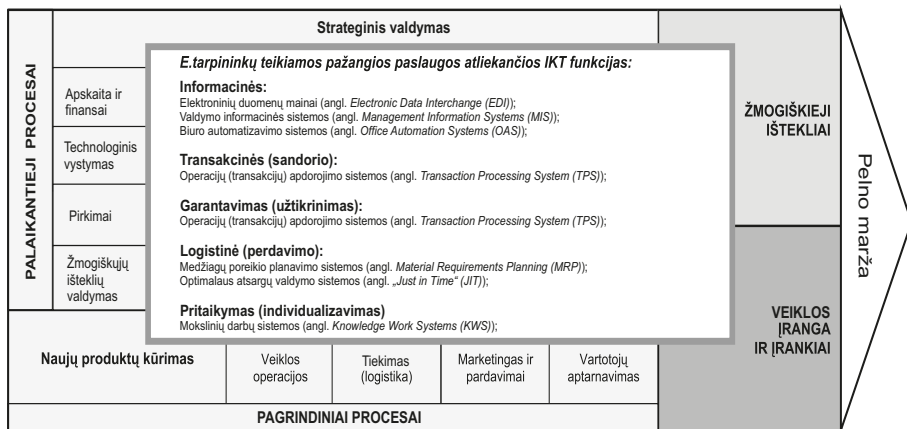 Strateginis valdymas
PALAIKANTIEJI PROCESAI
Apskaita ir
finansai
Technologinis
vystymas
Pirkimai
Žmogiškųjų
išteklių
valdymas
E.tarpininkų teikiamos pažangios paslaugos atliekančios IKT funkcijas:
Informacinės:
Elektroninių duomenų mainai (angl. Electronic Data Interchange (EDI));
Valdymo informacinės sistemos (angl. Management Information Systems (MIS));
Biuro automatizavimo sistemos (angl. Office Automation Systems (OAS));
Transakcinės (sandorio):
Operacijų (transakcijų) apdorojimo sistemos (angl. Transaction Processing System (TPS));
Garantavimas (užtikrinimas):
Operacijų (transakcijų) apdorojimo sistemos (angl. Transaction Processing System (TPS));
Logistinė (perdavimo):
Medžiagų poreikio planavimo sistemos (angl. Material Requirements Planning (MRP));
Optimalaus atsargų valdymo sistemos (angl. „Just in Time“ (JIT));
Pritaikymas (individualizavimas)
Mokslinių darbų sistemos (angl. Knowledge Work Systems (KWS));
ŽMOGIŠKIEJI
IŠTEKLIAI
VEIKLOS
ĮRANGA
IR ĮRANKIAI
Pelno marža
Naujų produktų kūrimas
Veiklos
operacijos
Tiekimas
(logistika)
Marketingas ir
pardavimai
Vartotojų
aptarnavimas
PAGRINDINIAI PROCESAI